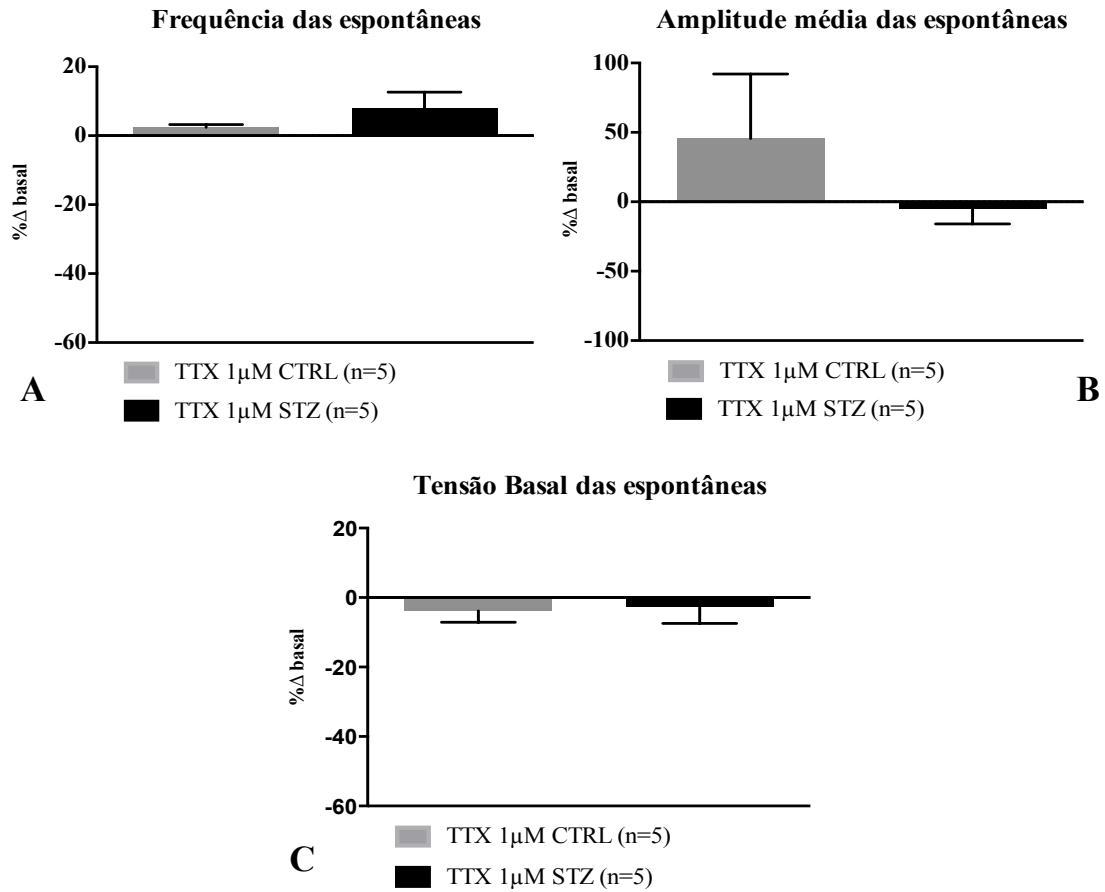 Frequência das espontâneas
20
0
-20
-40
-60
%Δ basal
TTX 1µM CTRL (n=5)
TTX 1µM STZ (n=5)
A
Amplitude média das espontâneas
100
50
0
-50
-100
%Δ basal
TTX 1µM CTRL (n=5)
TTX 1µM STZ (n=5)
B
Tensão Basal das espontâneas
20
0
-20
-40
-60
%Δ basal
TTX 1µM CTRL (n=5)
TTX 1µM STZ (n=5)
C